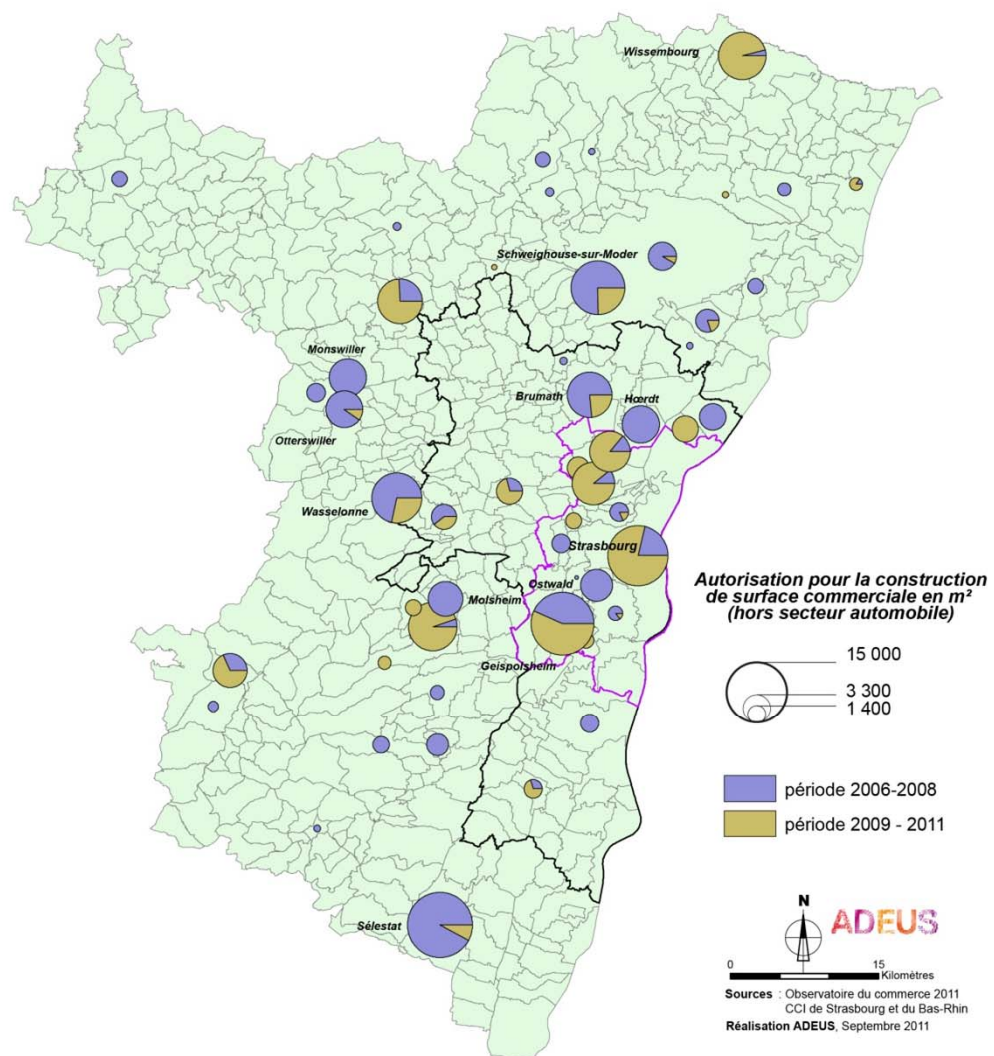 Wissembourg
Schweighouse-sur-Moder
Monswiller
Brumath
Hœrdt
Otterswiller
Wasselonne
Strasbourg
Ostwald
Molsheim
Geispolsheim
Sélestat
Autorisation pour la construction
de surface commerciale en m²
(hors secteur automobile)
15 000
3 300
1 400
période 2006-2008
période 2009 - 2011
N
ADEUS
0 15
Kilomètres
Sources : Observatoire du commerce 2011
CCI de Strasbourg et du Bas-Rhin
Réalisation ADEUS, Septembre 2011